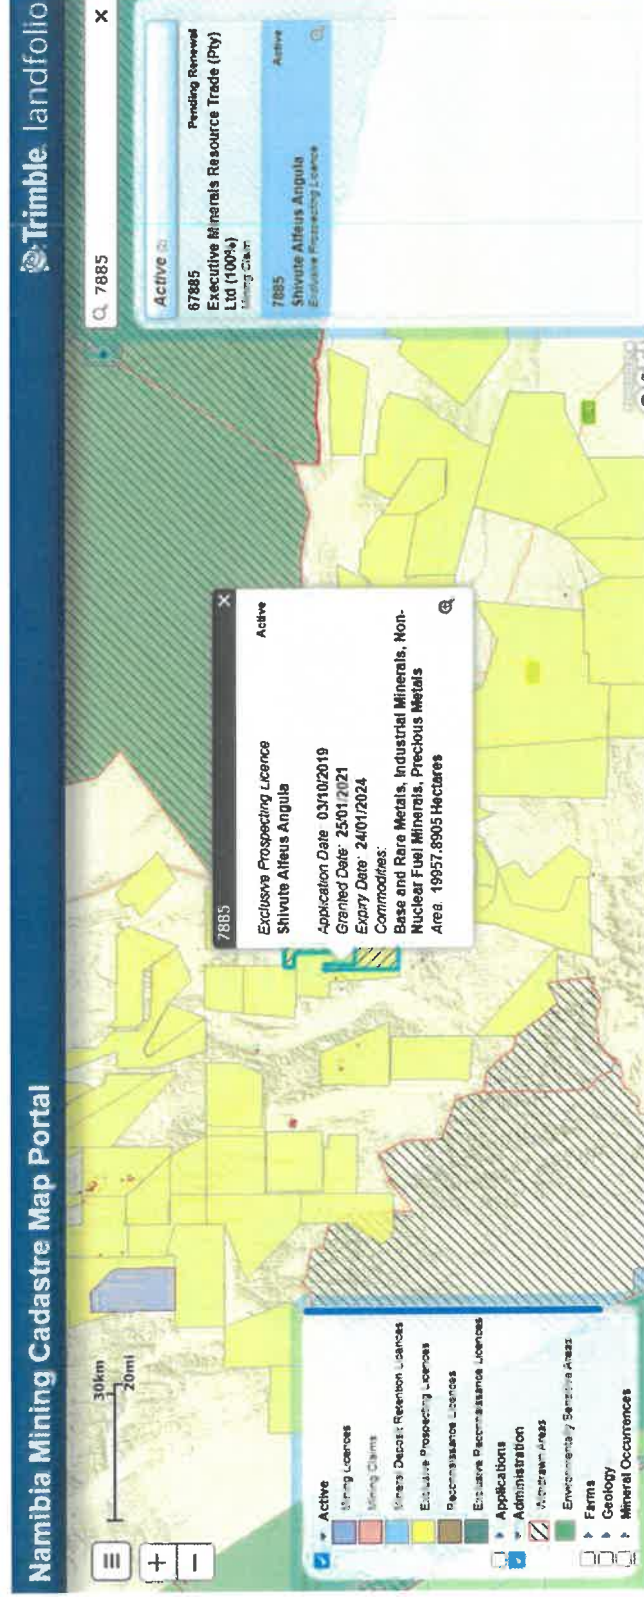 Namibia Mining Cadastre Map Portal
Trimble landfolio
30km
20mi
7885
Active
67885
Pending Renewal
Executive Minerals Resource Trade (Pty)
Ltd (100%)
Mining Claim
7885
Active
Shivute Alfeus Angula
Exclusive Prospecting Licence
7885
Exclusive Prospecting Licence
Active
Shivute Alfeus Angula
Application Date: 03/10/2019
Granted Date: 25/01/2021
Expiry Date: 24/01/2024
Commodities:
Base and Rare Metals, Industrial Minerals, Non-
Nuclear Fuel Minerals, Precious Metals
Area: 19957.8905 Hectares
Active
Mining Licences
Mining Claims
Mineral Deposit Retention Licences
Exclusive Prospecting Licences
Reconnaissance Licences
Exclusive Reconnaissance Licences
Applications
Administration
Withdrawn Areas
Environmentally Sensitive Areas
Farms
Geology
Mineral Occurrences